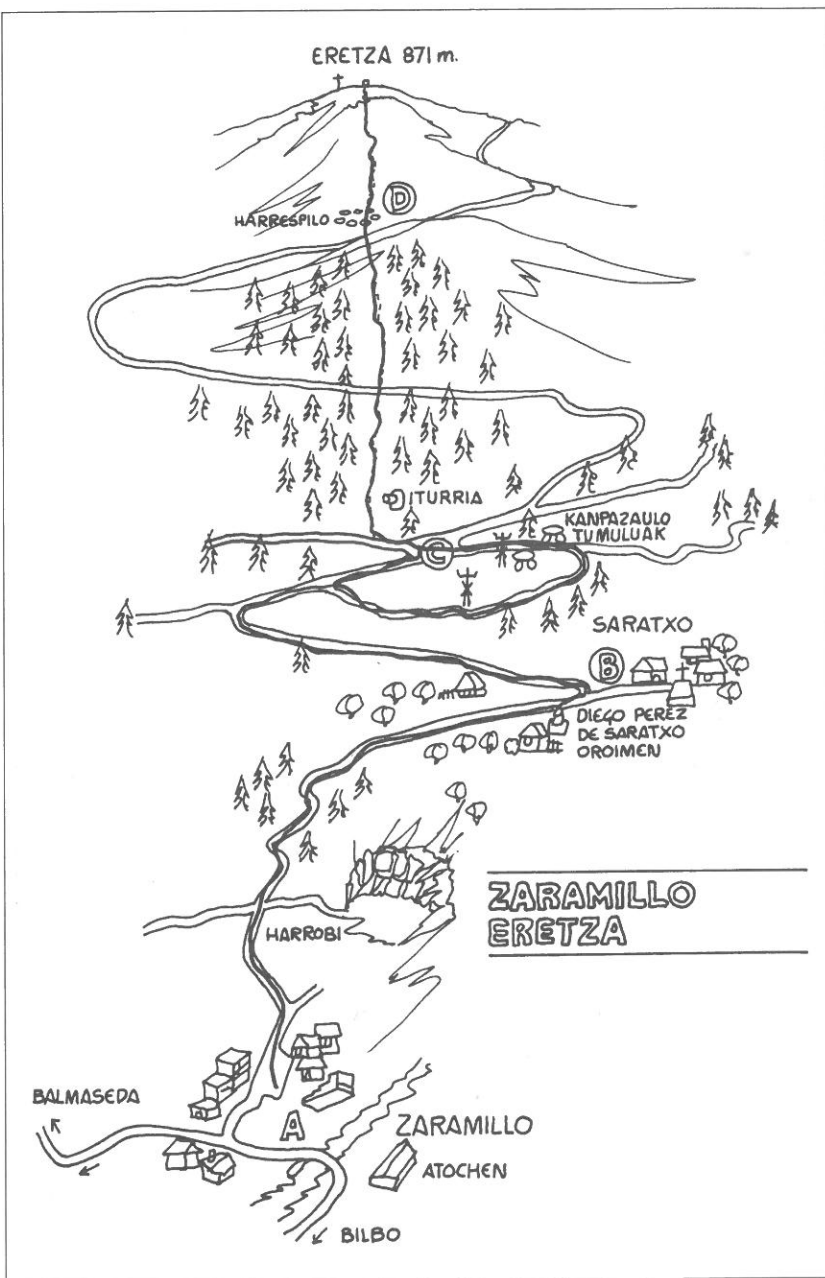 ERETZA 871 m.
D
HARRESPILO
ITURRIA
KANPAZAULO
TUMULUAK
C
SARATXO
B
DIEGO PEREZ
DE SARATXO
OROIMEN
ZARAMILLO
ERETZA
HARROBI
BALMASEDA
A
ZARAMILLO
ATOCHEN
BILBO